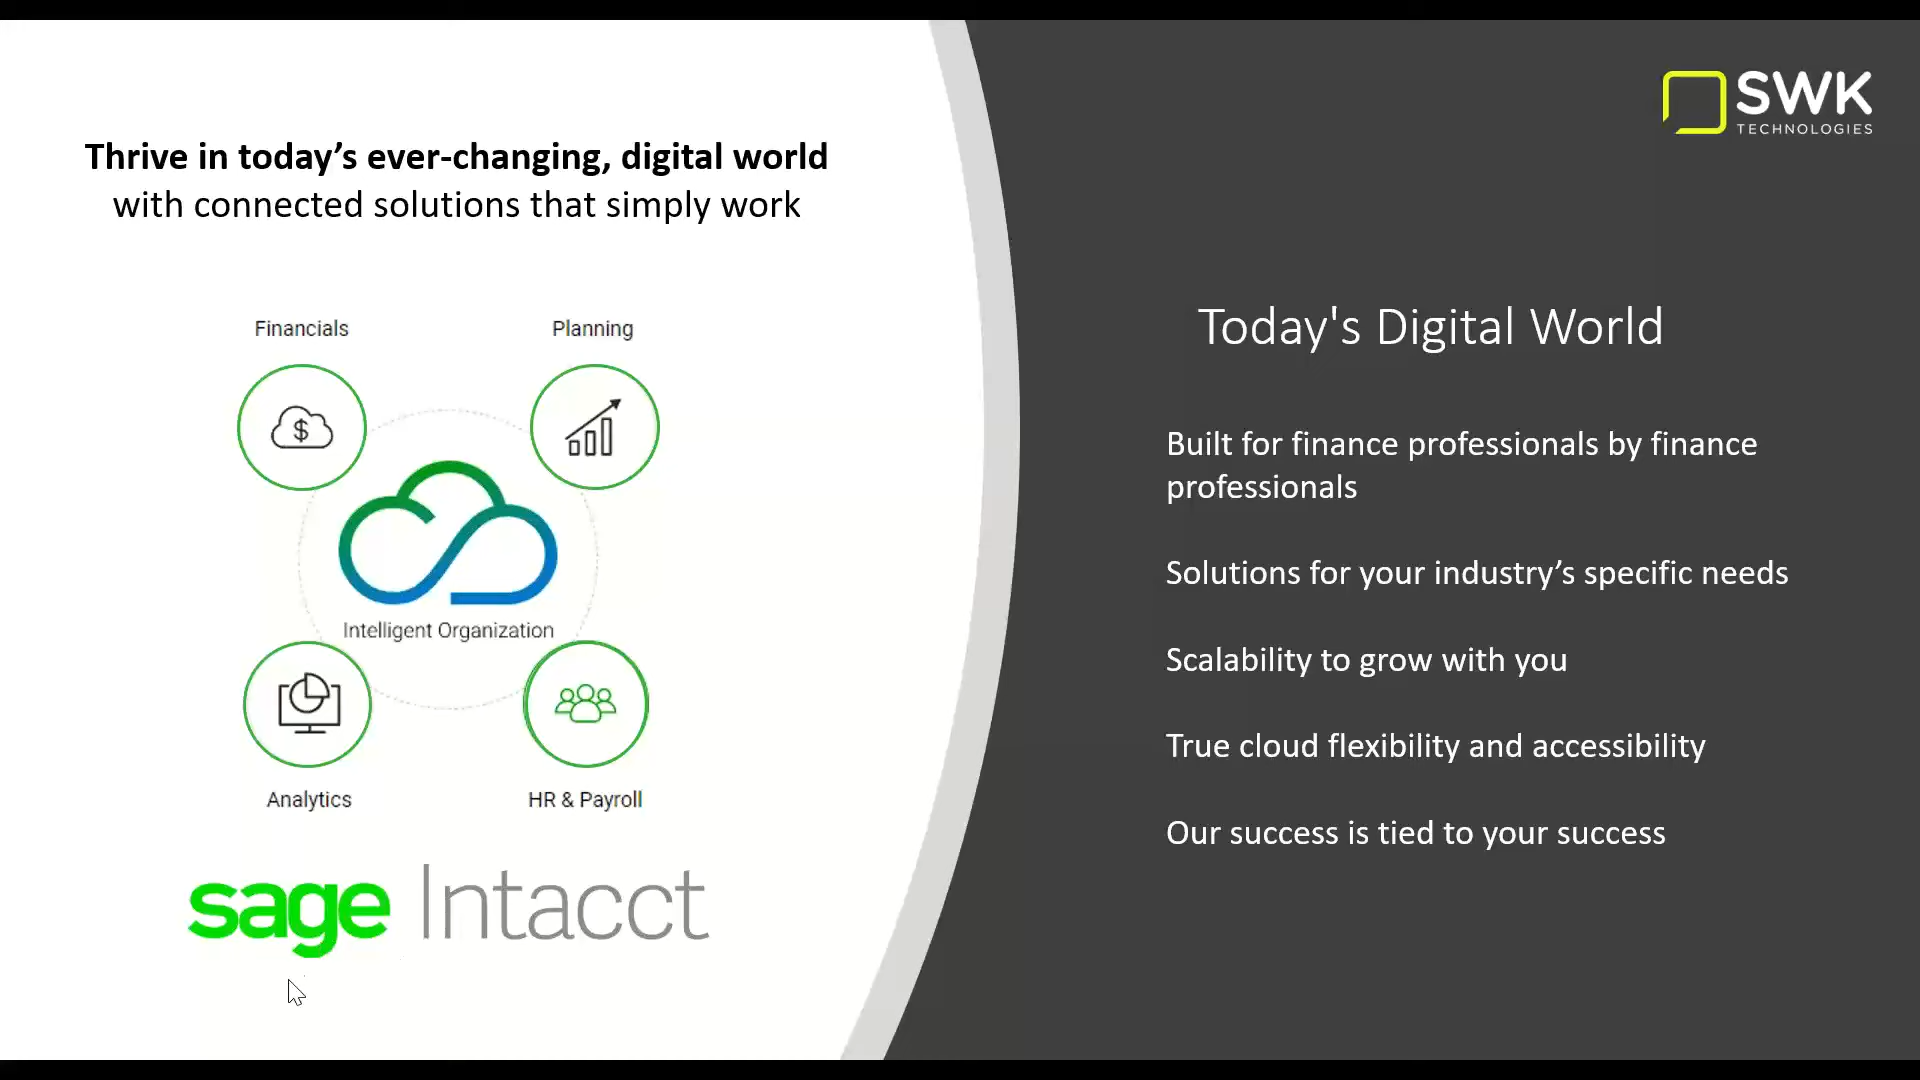 Thrive in today’s ever-changing, digital world
with connected solutions that simply work
Financials
Planning
$
Intelligent Organization
Analytics
HR & Payroll
sage Intacct
SWK
TECHNOLOGIES
Today's Digital World
Built for finance professionals by finance
professionals
Solutions for your industry’s specific needs
Scalability to grow with you
True cloud flexibility and accessibility
Our success is tied to your success